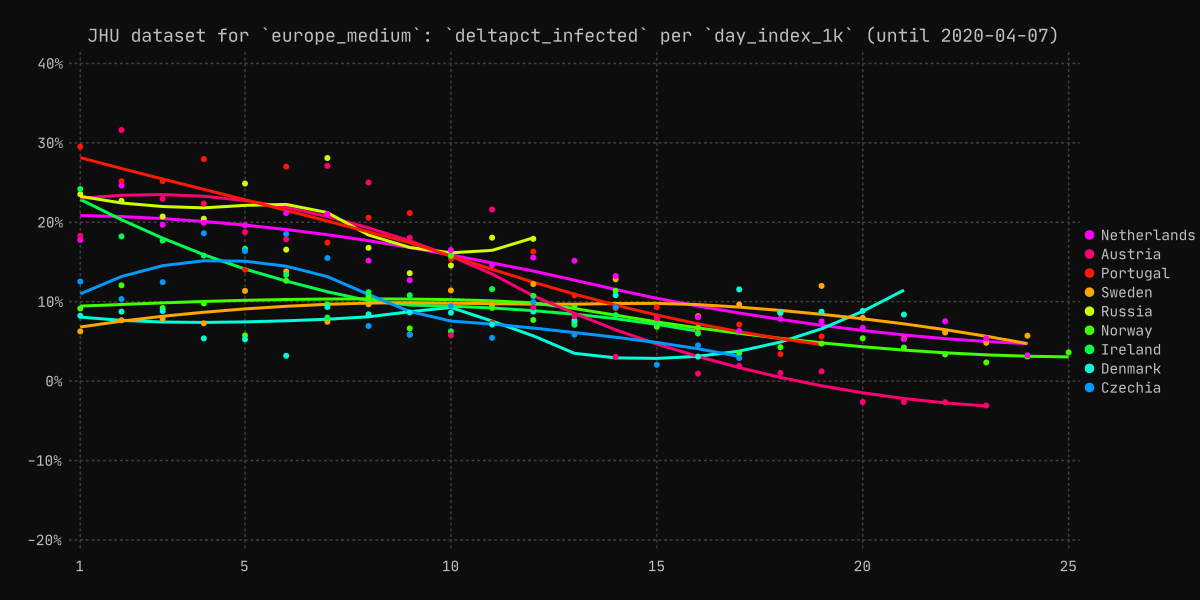 JHU dataset for `europe_medium`: `deltapct_infected` per `day_index_1k` (until 2020-04-07)
40%
30%
20%
10%
0%
-10%
-20%
1 5 10 15 20 25
Netherlands
Austria
Portugal
Sweden
Russia
Norway
Ireland
Denmark
Czechia